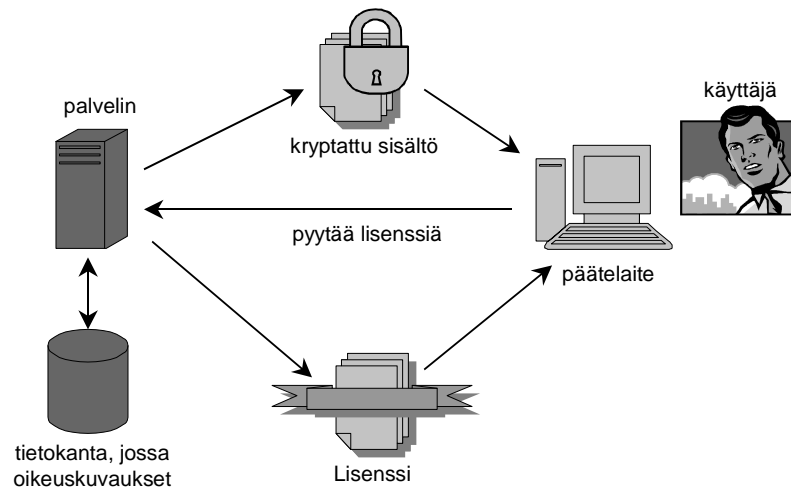 palvelin
käyttäjä
kryptattu sisältö
pyytää lisenssiä
päätelaite
tietokanta, jossa
oikeuskuvaukset
Lisenssi